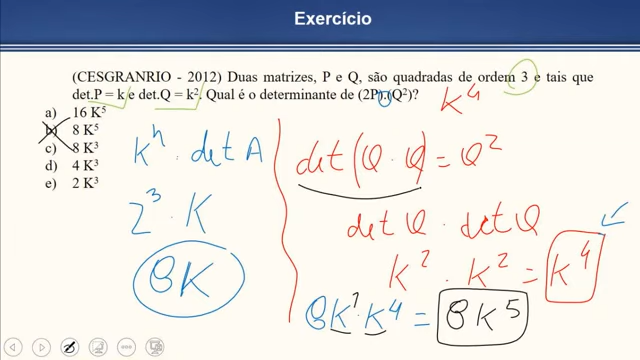 Exercício
(CESGRANRIO - 2012) Duas matrizes, P e Q, são quadradas de ordem 3 e tais que
det.P = k e det.Q = k². Qual é o determinante de (2P).(Q²)?
a) 16 K⁵
b) 8 K⁵
c) 8 K³
d) 4 K³
e) 2 K³
K⁴
kⁿ · det A
2³ · K
8K
det(Q · Q) = Q²
det Q · det Q
K² · K² = K⁴
8K¹ · K⁴ = 8K⁵